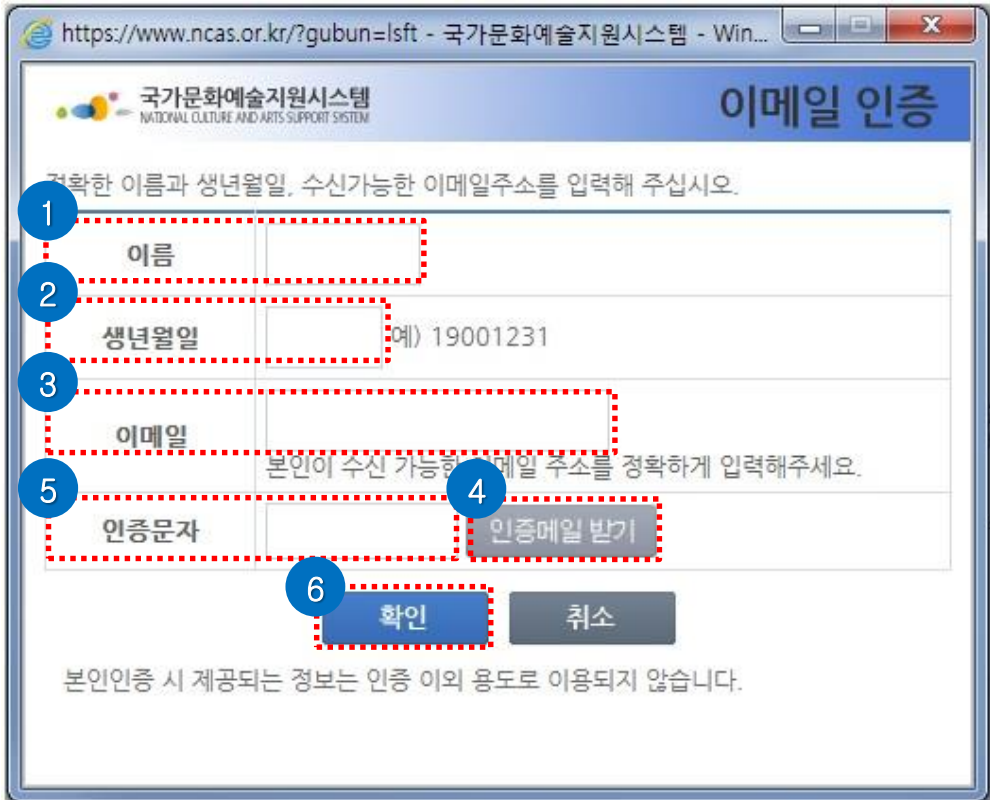 https://www.ncas.or.kr/?gubun=lsft - 국가문화예술지원시스템 - Win...
국가문화예술지원시스템
NATIONAL CULTURE AND ARTS SUPPORT SYSTEM
이메일 인증
정확한 이름과 생년월일, 수신가능한 이메일주소를 입력해 주십시오.
1
이름
2
생년월일 예) 19001231
3
이메일
본인이 수신 가능한 이메일 주소를 정확하게 입력해주세요.
5 4
인증문자 인증메일 받기
6
확인 취소
본인인증 시 제공되는 정보는 인증 이외 용도로 이용되지 않습니다.